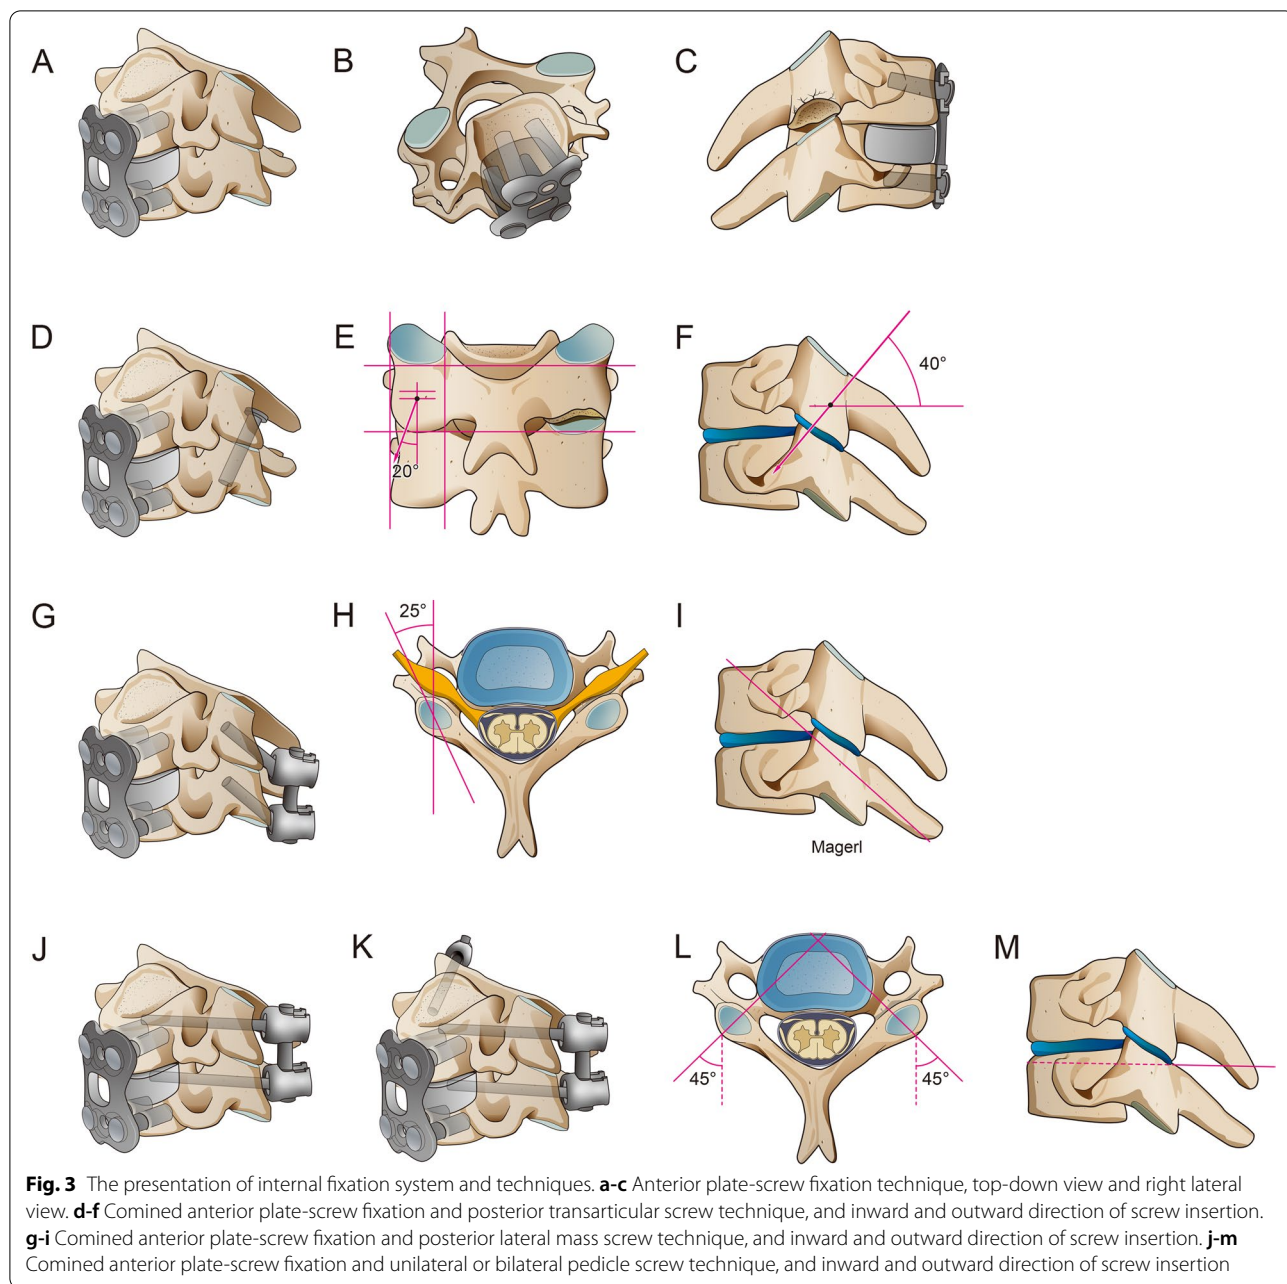 A
B
C
D
E
F
20°
40°
G
H
I
25°
Magerl
J
K
L
M
45°
45°
Fig. 3 The presentation of internal fixation system and techniques. a-c Anterior plate-screw fixation technique, top-down view and right lateral
view. d-f Comined anterior plate-screw fixation and posterior transarticular screw technique, and inward and outward direction of screw insertion.
g-i Comined anterior plate-screw fixation and posterior lateral mass screw technique, and inward and outward direction of screw insertion. j-m
Comined anterior plate-screw fixation and unilateral or bilateral pedicle screw technique, and inward and outward direction of screw insertion